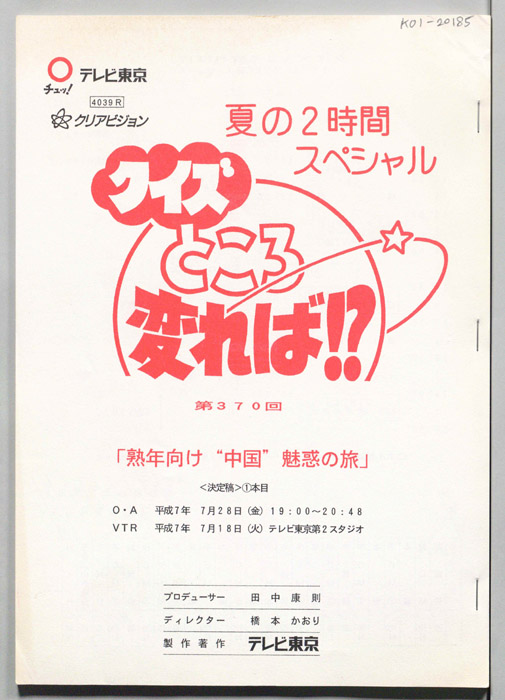 K01-20185
テレビ東京
チュッ!
4039R
クリアビジョン
夏の2時間
スペシャル
クイズ
ところ
変れば!?
第370回
「熟年向け “中国” 魅惑の旅」
<決定稿>①本目
O・A 平成7年 7月28日(金) 19:00〜20:48
VTR 平成7年 7月18日(火) テレビ東京第2スタジオ
プロデューサー 田中康則
ディレクター 橋本かおり
製作著作 テレビ東京